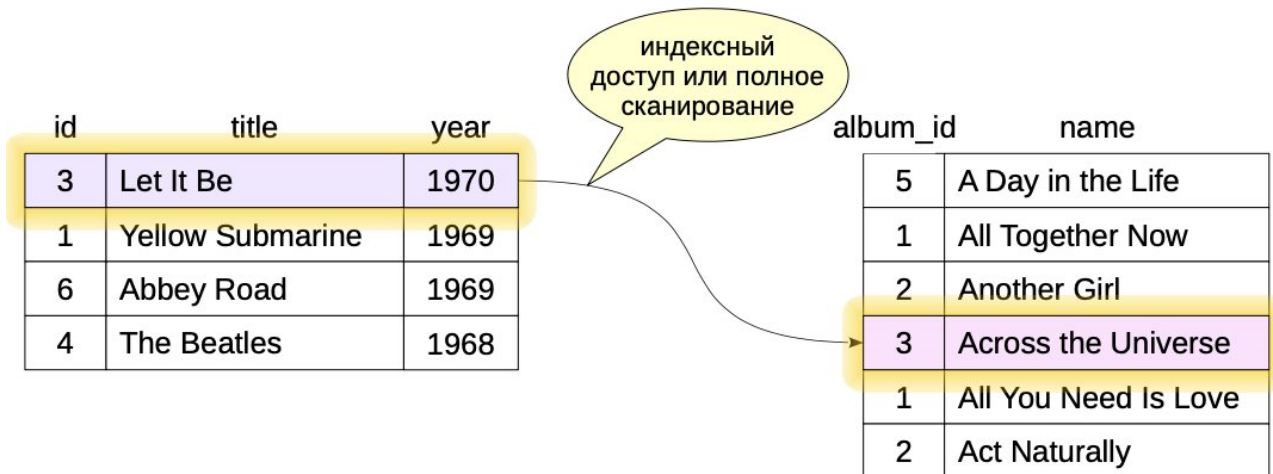 индексный
доступ или полное
сканирование
id title year
3 Let It Be 1970
1 Yellow Submarine 1969
6 Abbey Road 1969
4 The Beatles 1968
album_id name
5 A Day in the Life
1 All Together Now
2 Another Girl
3 Across the Universe
1 All You Need Is Love
2 Act Naturally